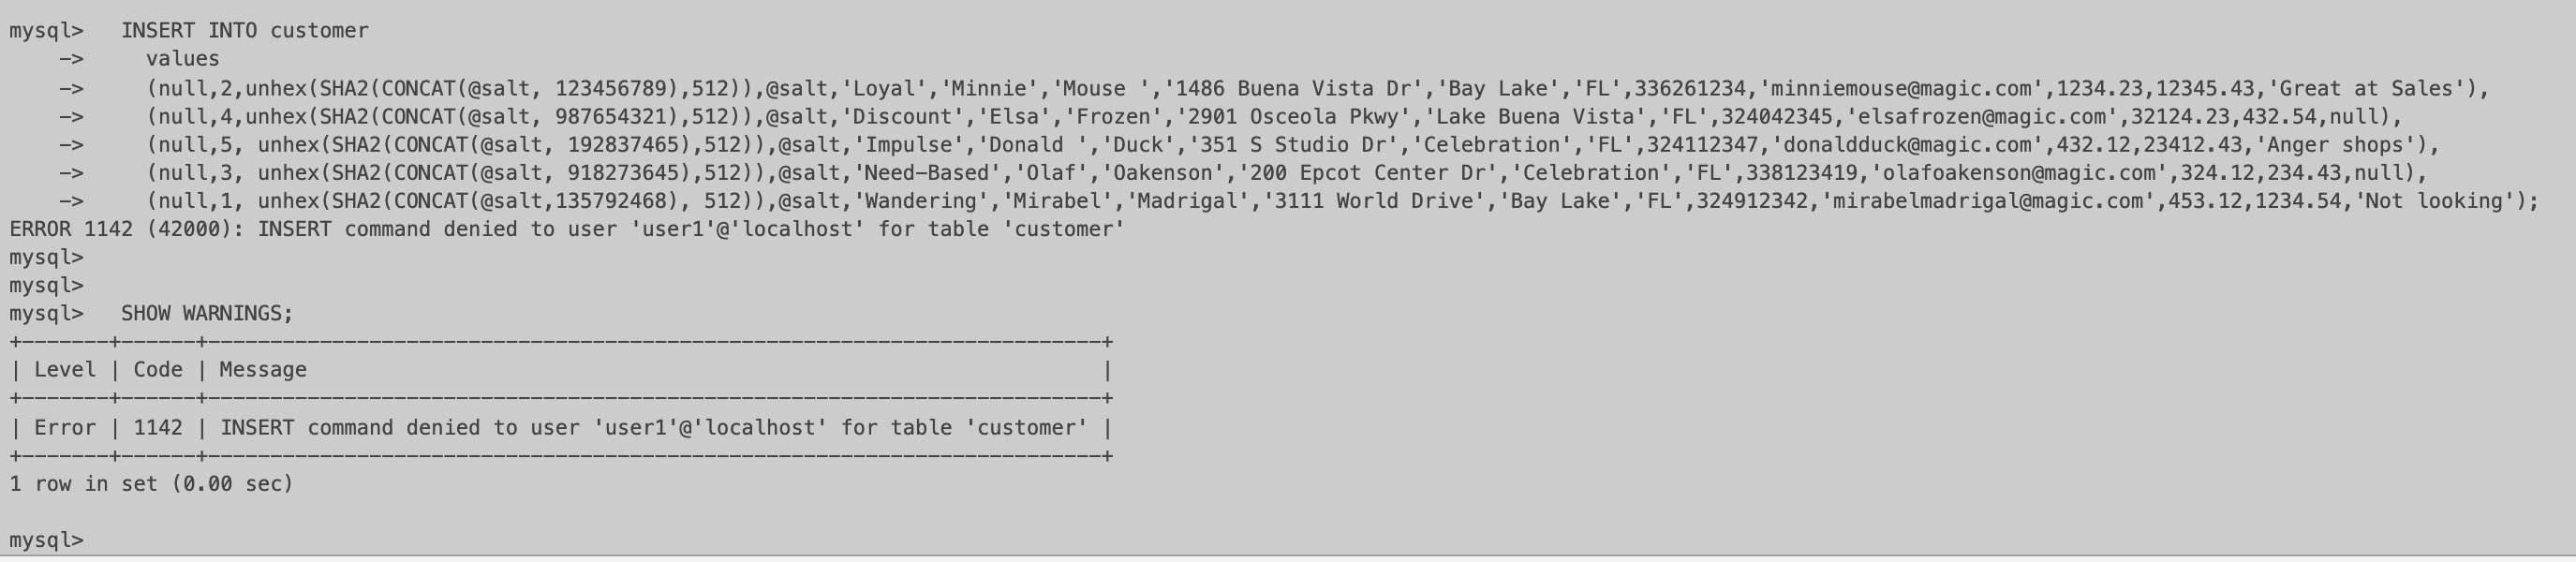 mysql>   INSERT INTO customer
    ->     values
    ->     (null,2,unhex(SHA2(CONCAT(@salt, 123456789),512)),@salt,'Loyal','Minnie','Mouse ','1486 Buena Vista Dr','Bay Lake','FL',336261234,'minniemouse@magic.com',1234.23,12345.43,'Great at Sales'),
    ->     (null,4,unhex(SHA2(CONCAT(@salt, 987654321),512)),@salt,'Discount','Elsa','Frozen','2901 Osceola Pkwy','Lake Buena Vista','FL',324042345,'elsafrozen@magic.com',32124.23,432.54,null),
    ->     (null,5, unhex(SHA2(CONCAT(@salt, 192837465),512)),@salt,'Impulse','Donald ','Duck','351 S Studio Dr','Celebration','FL',324112347,'donaldduck@magic.com',432.12,23412.43,'Anger shops'),
    ->     (null,3, unhex(SHA2(CONCAT(@salt, 918273645),512)),@salt,'Need-Based','Olaf','Oakenson','200 Epcot Center Dr','Celebration','FL',338123419,'olafoakenson@magic.com',324.12,234.43,null),
    ->     (null,1, unhex(SHA2(CONCAT(@salt,135792468), 512)),@salt,'Wandering','Mirabel','Madrigal','3111 World Drive','Bay Lake','FL',324912342,'mirabelmadrigal@magic.com',453.12,1234.54,'Not looking');
ERROR 1142 (42000): INSERT command denied to user 'user1'@'localhost' for table 'customer'
mysql>
mysql>
mysql>   SHOW WARNINGS;
+-------+------+------------------------------------------------------------------------+
| Level | Code | Message                                                                |
+-------+------+------------------------------------------------------------------------+
| Error | 1142 | INSERT command denied to user 'user1'@'localhost' for table 'customer' |
+-------+------+------------------------------------------------------------------------+
1 row in set (0.00 sec)
mysql>